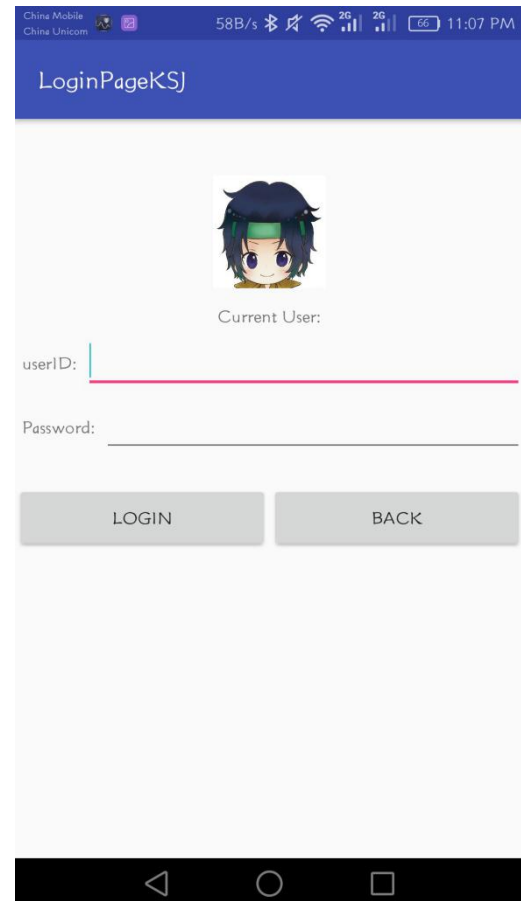 China Mobile
China Unicom
58B/s 2G 2G 66 11:07 PM
LoginPageKSJ
Current User:
userID:
Password:
LOGIN BACK